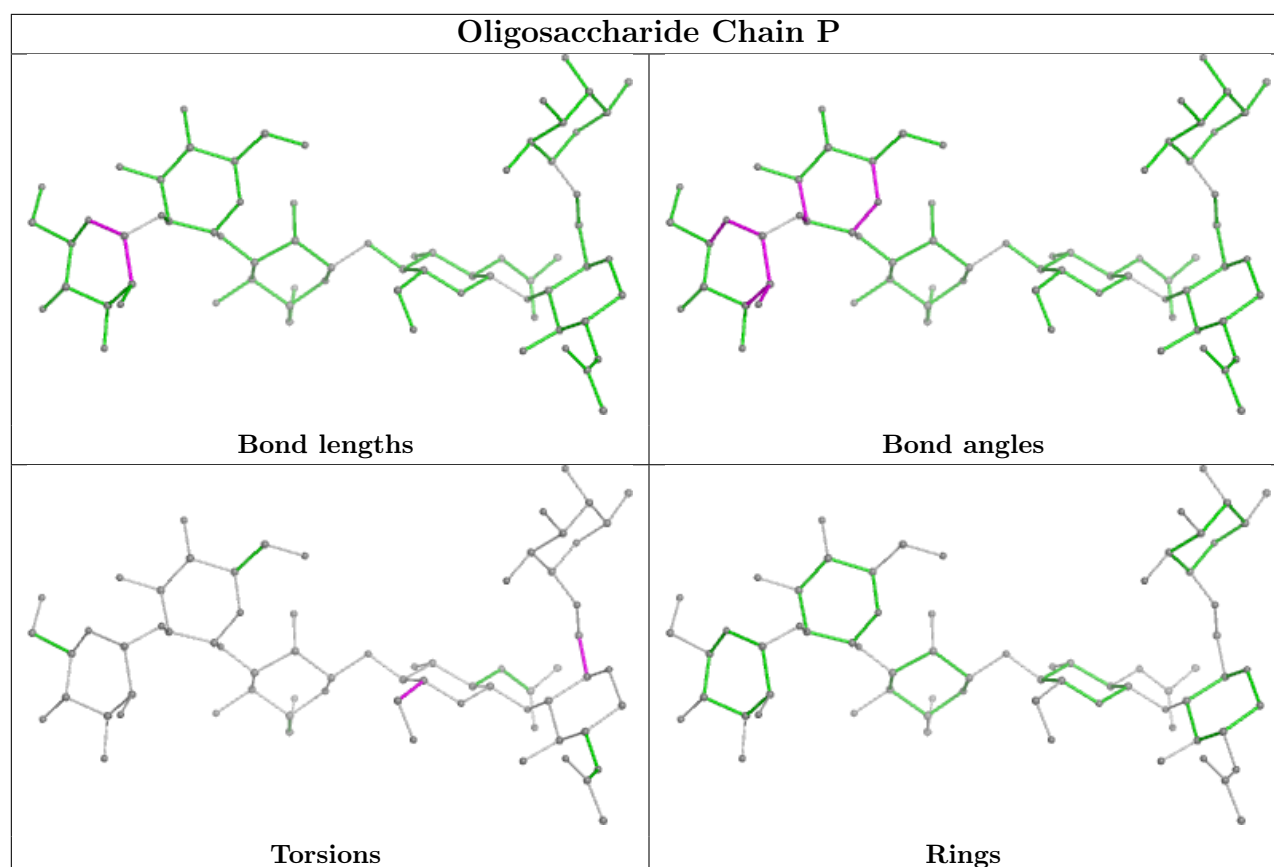 Oligosaccharide Chain P
Bond lengths
Bond angles
Torsions
Rings